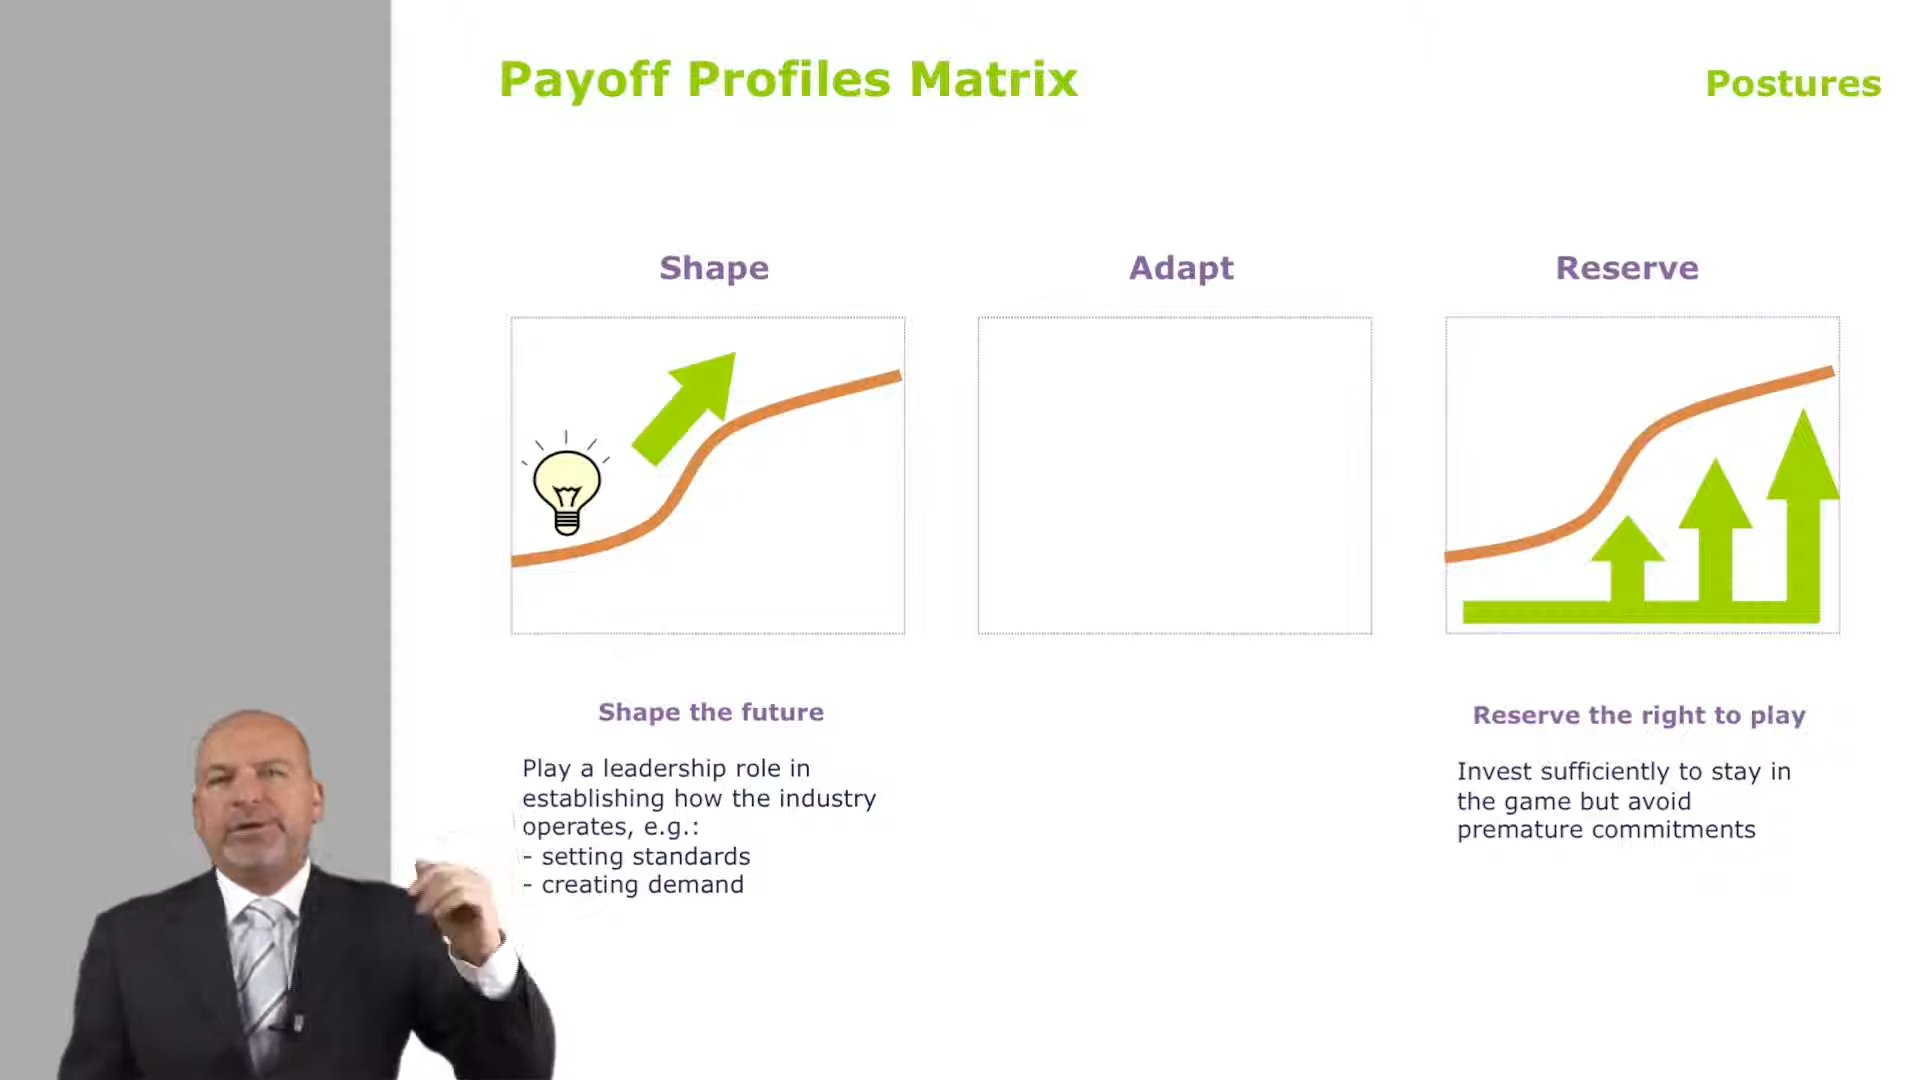 Payoff Profiles Matrix
Postures
Shape
Adapt
Reserve
Shape the future
Play a leadership role in
establishing how the industry
operates, e.g.:
- setting standards
- creating demand
Reserve the right to play
Invest sufficiently to stay in
the game but avoid
premature commitments